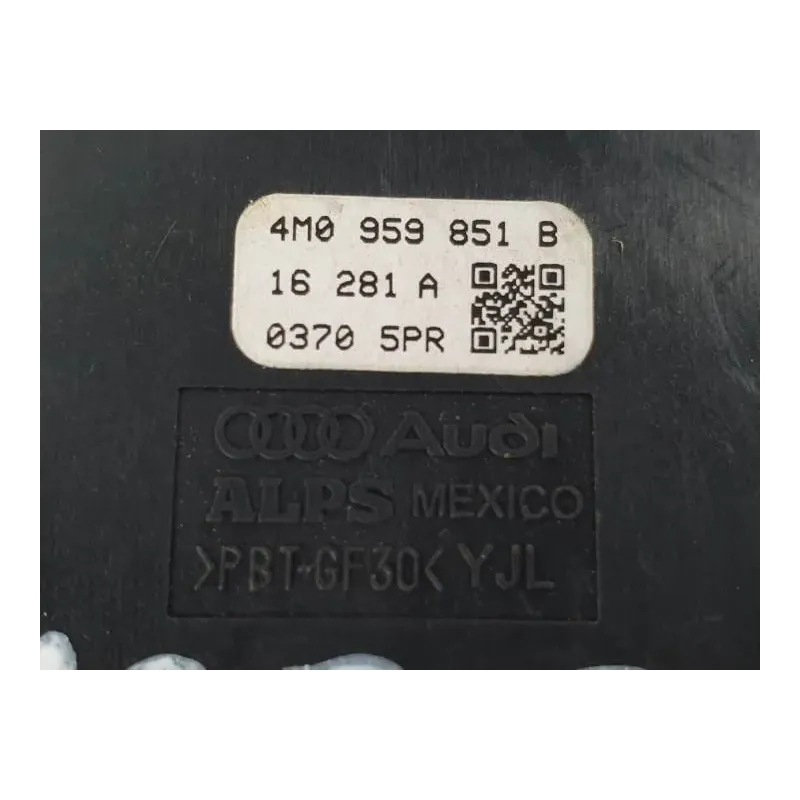 4M0 959 851 B
16 281 A
0370 5PR
Audi
ALPS MEXICO
>PBT-GF30< YJL